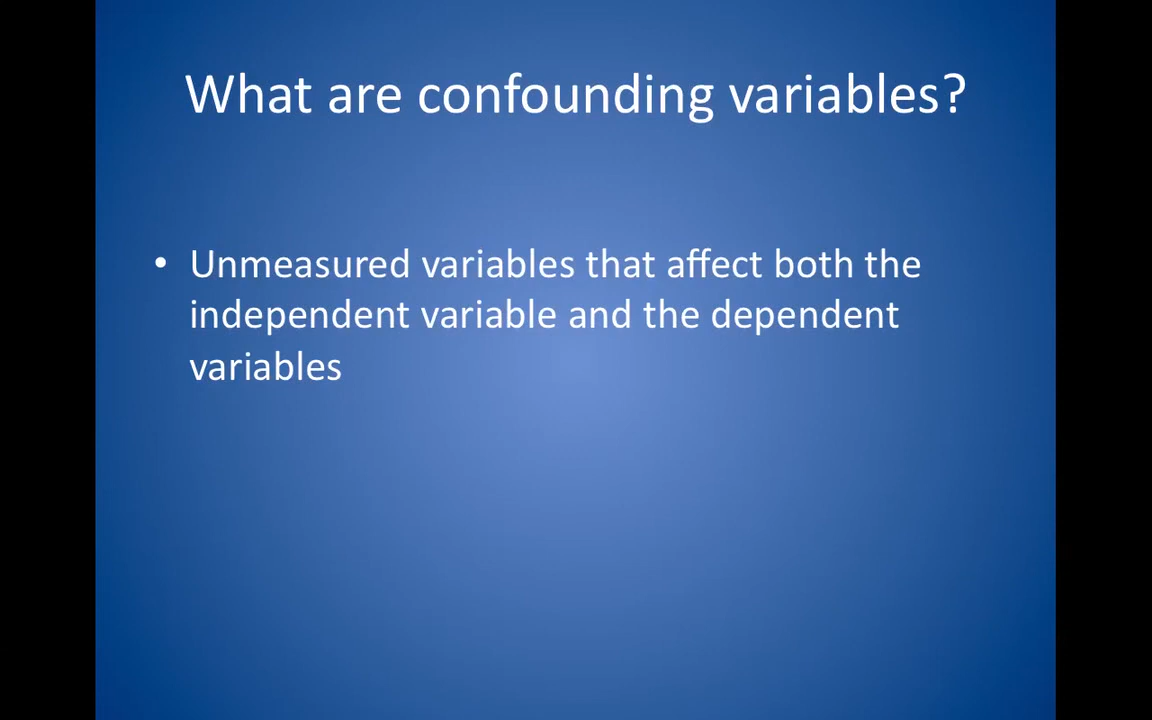 What are confounding variables?
• Unmeasured variables that affect both the
independent variable and the dependent
variables